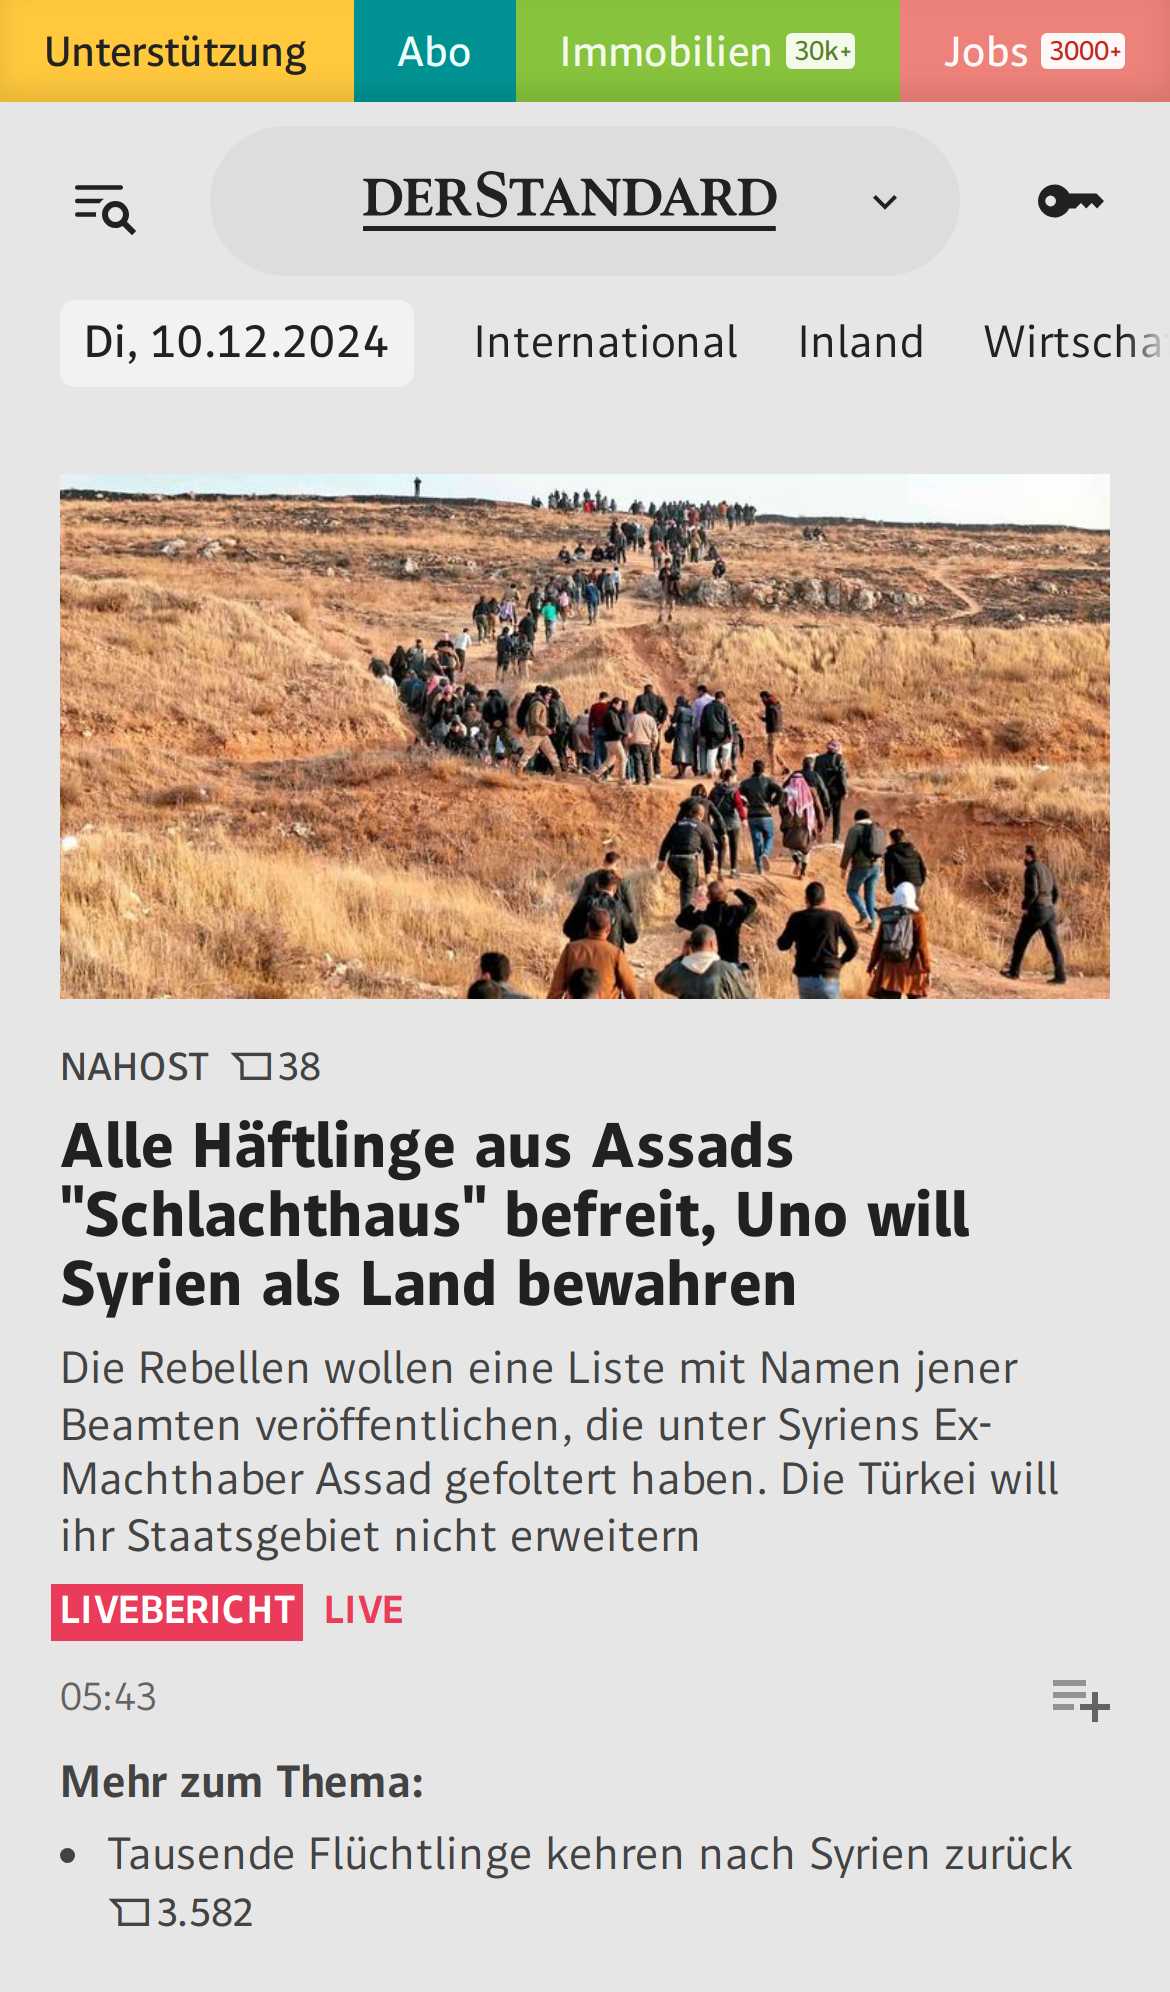 Unterstützung Abo Immobilien 30k+ Jobs 3000+
DERSTANDARD
Di, 10.12.2024 International Inland Wirtscha
NAHOST 38
Alle Häftlinge aus Assads
"Schlachthaus" befreit, Uno will
Syrien als Land bewahren
Die Rebellen wollen eine Liste mit Namen jener
Beamten veröffentlichen, die unter Syriens Ex-
Machthaber Assad gefoltert haben. Die Türkei will
ihr Staatsgebiet nicht erweitern
LIVEBERICHT LIVE
05:43
Mehr zum Thema:
• Tausende Flüchtlinge kehren nach Syrien zurück
3.582